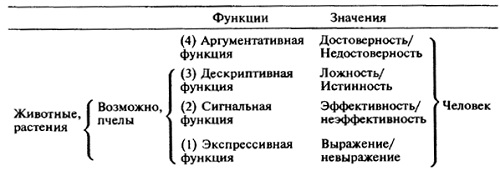 Функции Значения
(4) Аргументативная Достоверность/
функция Недостоверность
(3) Дескриптивная Ложность/
функция Истинность
Животные, Возможно, (2) Сигнальная Эффективность/ Человек
растения пчелы функция неэффективность
(1) Экспрессивная Выражение/
функция невыражение